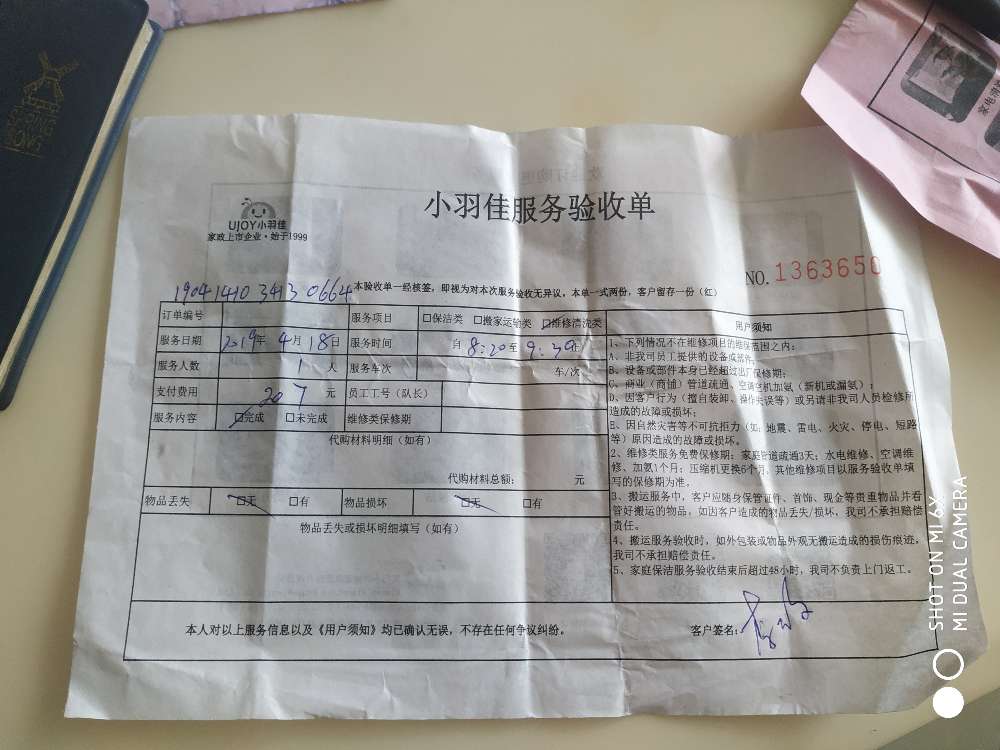 小羽佳服务验收单
UJOY小羽佳
家政上市企业·始于1999
NO. 1363650
1904 1410 3413 0664
本验收单一经核签,即视为对本次服务验收无异议。本单一式两份,客户留存一份(红)
订单编号 服务项目 □保洁类 □搬家运输类 ☑维修清洗类
服务日期 2019年 4月 18日 服务时间 自 8:20 至 9:30
服务人数 1 人 服务车次 车/次
支付费用 207 元 员工工号(队长)
服务内容 ☑完成 □未完成 维修类保修期
代购材料明细(如有)
代购材料总额: 元
物品丢失 ☑无 □有 物品损坏 ☑无 □有
物品丢失或损坏明细填写(如有)
用户须知
1、下列情况不在维修项目的维保范围之内:
A、非我司员工提供的设备或部件;
B、设备或部件本身已经超过出厂保修期;
C、商业(商铺)管道疏通、空调空机加氨(新机或漏氨);
D、因客户行为(擅自装卸、操作失误等)或另请非我司人员检修所
造成的故障或损坏;
E、因自然灾害等不可抗拒力(如:地震、雷电、火灾、停电、短路
等)原因造成的故障或损坏。
2、维修类服务免费保修期:家庭管道疏通3天;水电维修、空调维
修、加氨1个月;压缩机更换6个月,其他维修项目以服务验收单填
写的保修期为准。
3、搬运服务中,客户应随身保管证件、首饰、现金等贵重物品并看
管好搬运的物品,如因客户造成的物品丢失/损坏,我司不承担赔偿
责任。
4、搬运服务验收时,如外包装或物品外观无搬运造成的损伤痕迹,
我司不承担赔偿责任。
5、家庭保洁服务验收结束后超过48小时,我司不负责上门返工。
本人对以上服务信息以及《用户须知》均已确认无误,不存在任何争议纠纷。
客户签名:
SHOT ON MI 6X
MI DUAL CAMERA